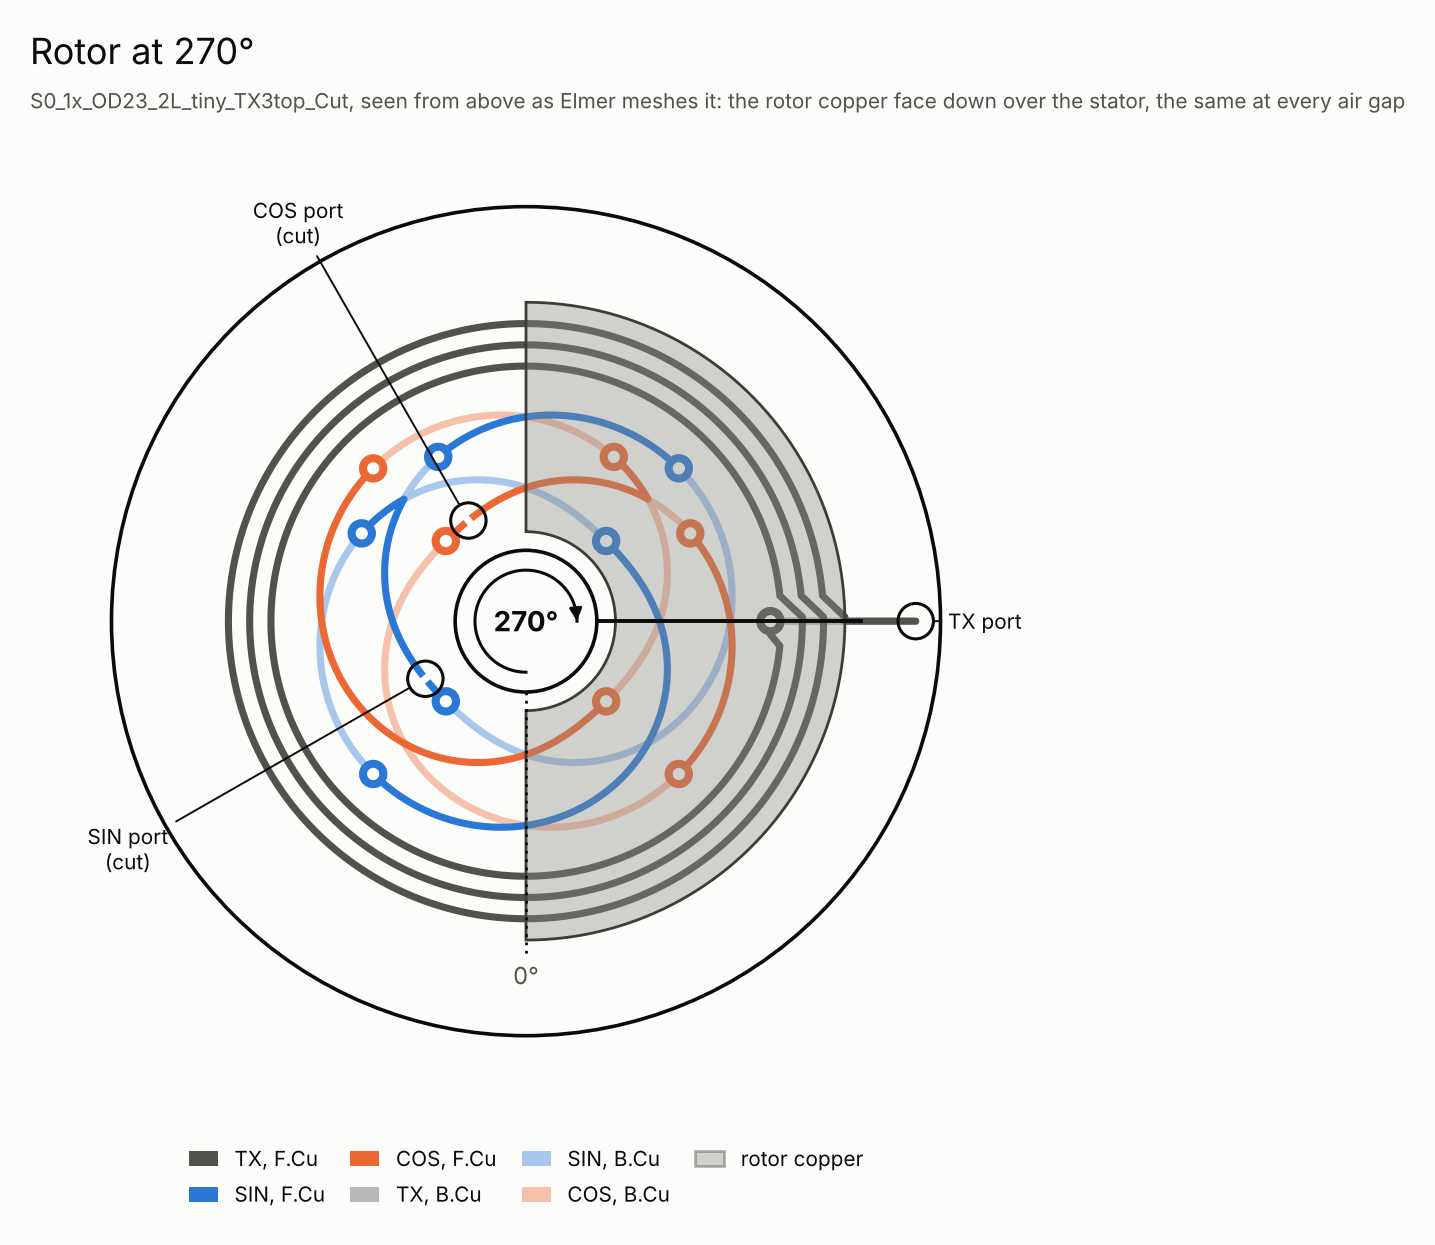 Rotor at 270°
S0_1x_OD23_2L_tiny_TX3top_Cut, seen from above as Elmer meshes it: the rotor copper face down over the stator, the same at every air gap
COS port
(cut)
270°
TX port
SIN port
(cut)
0°
TX, F.Cu
COS, F.Cu
SIN, B.Cu
rotor copper
SIN, F.Cu
TX, B.Cu
COS, B.Cu